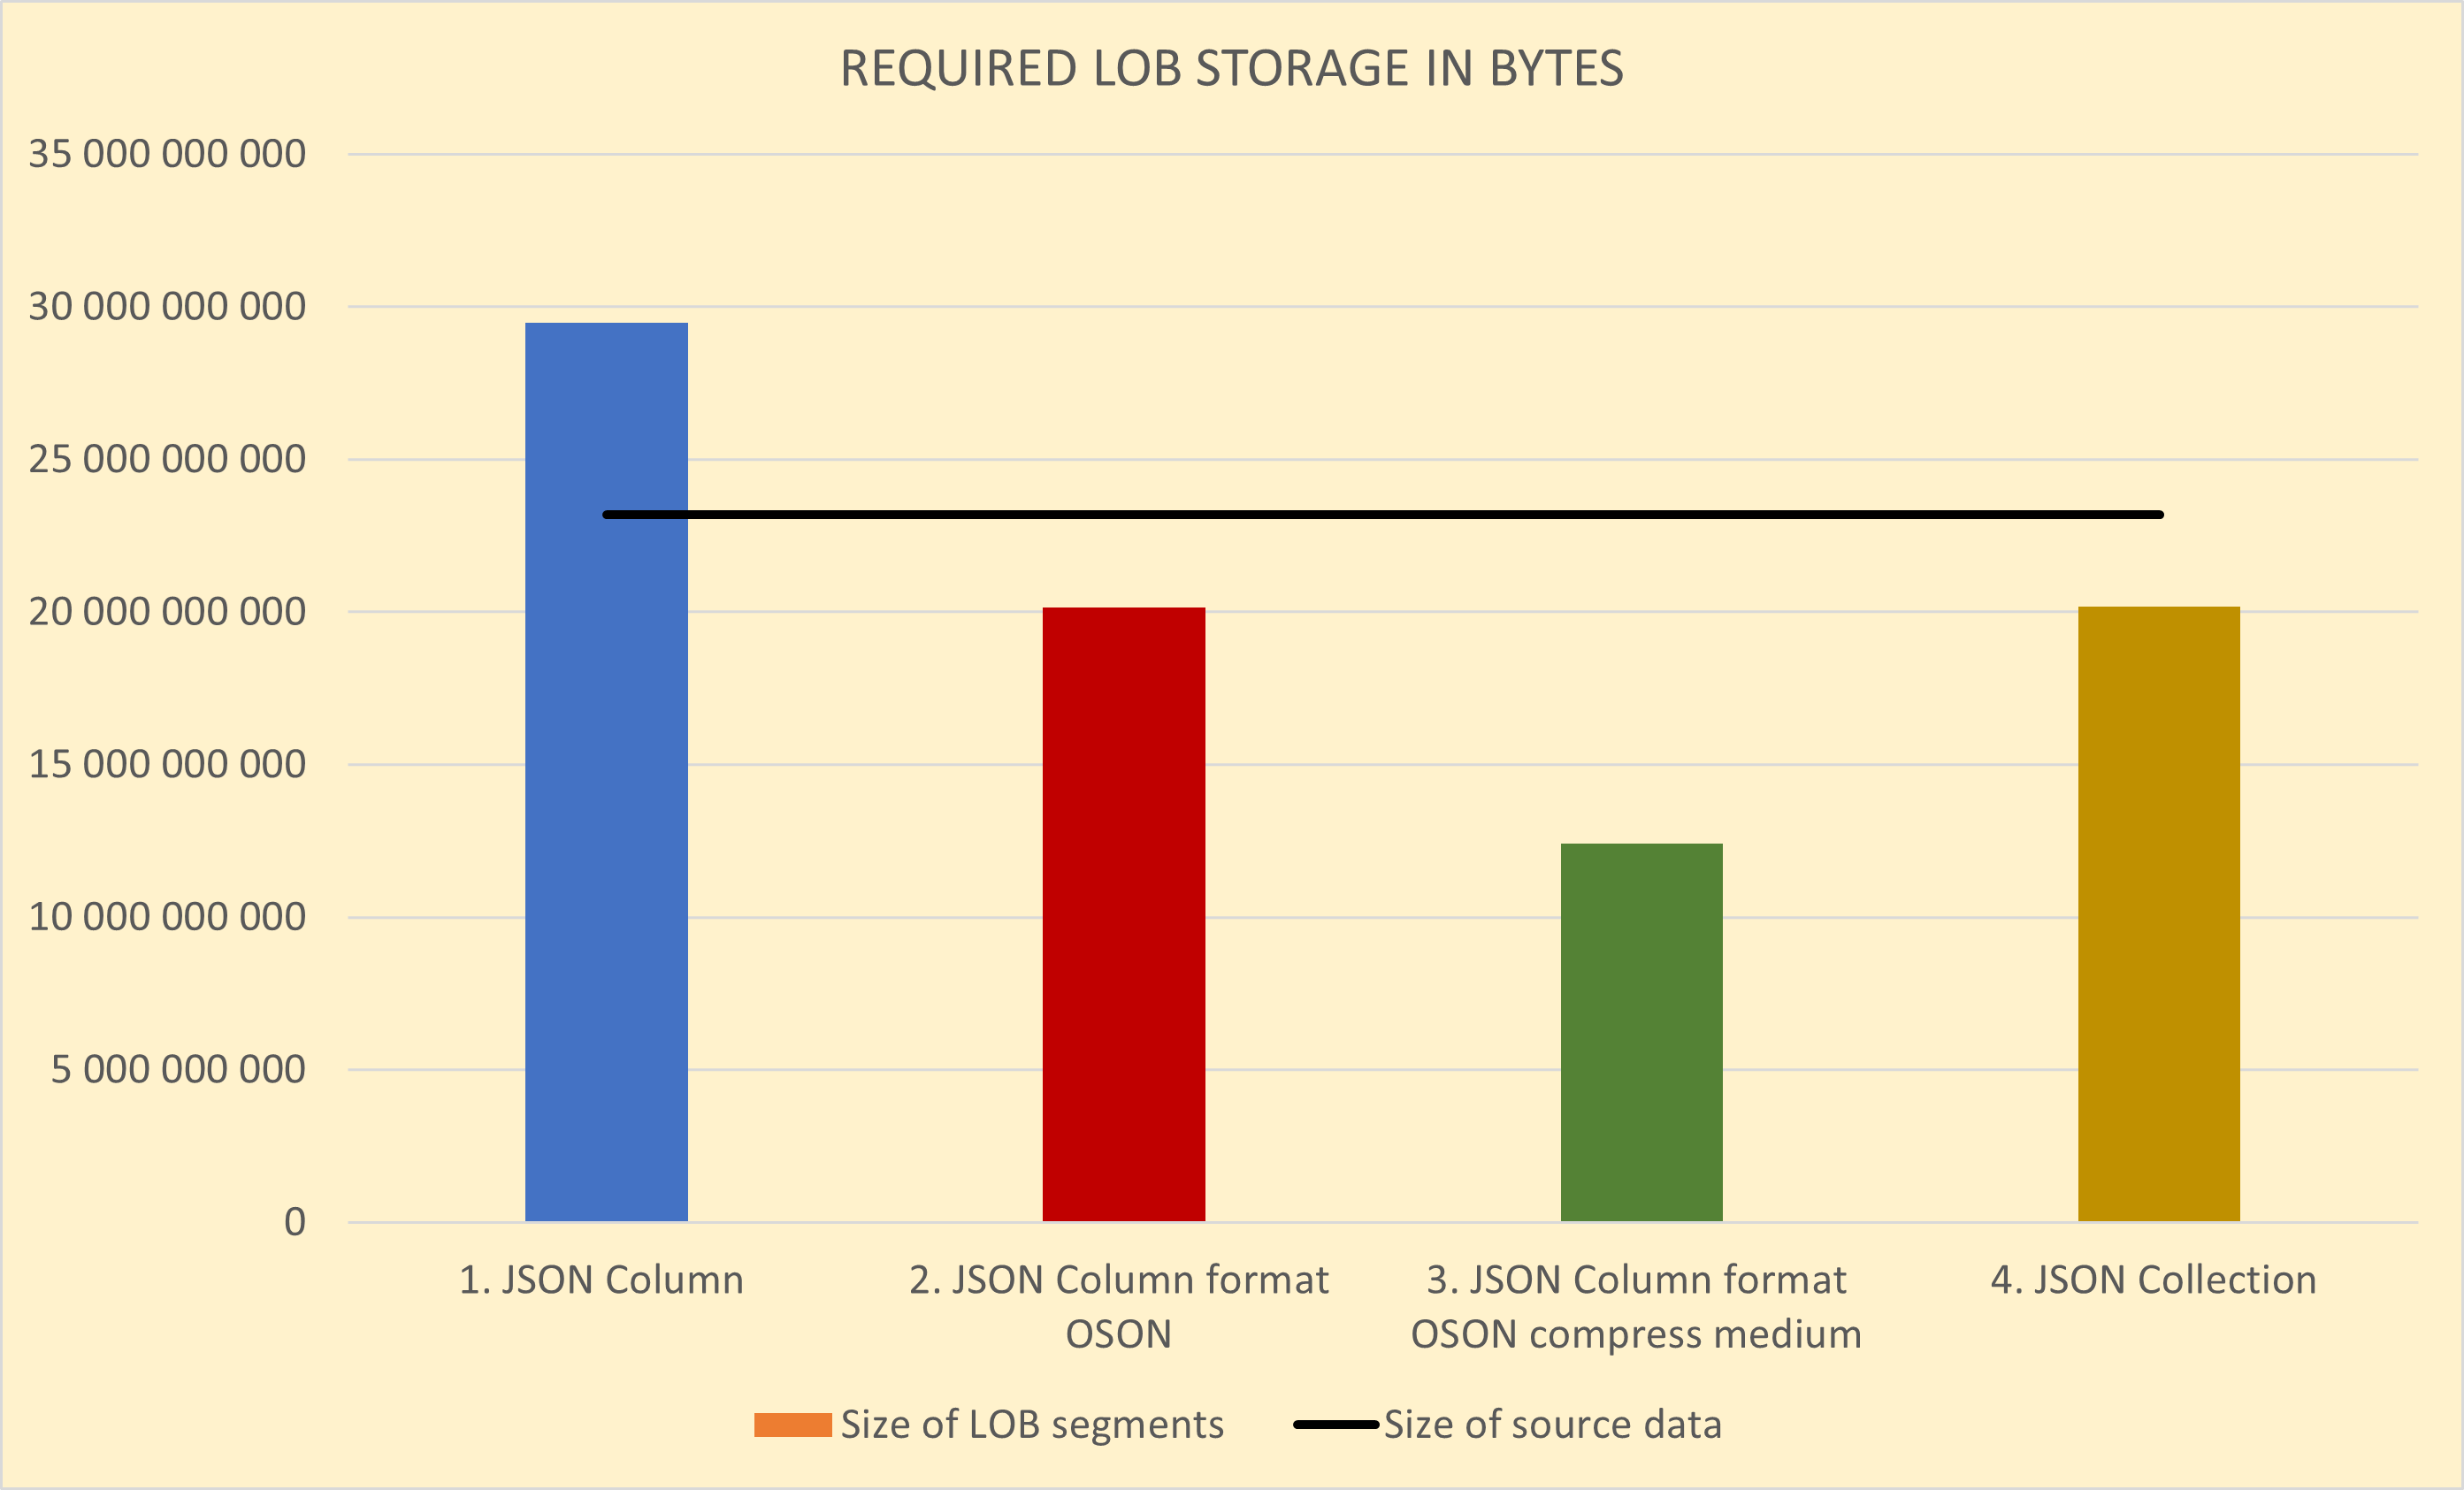 REQUIRED LOB STORAGE IN BYTES
35 000 000 000
30 000 000 000
25 000 000 000
20 000 000 000
15 000 000 000
10 000 000 000
5 000 000 000
0
1. JSON Column
2. JSON Column format
OSON
3. JSON Column format
OSON compress medium
4. JSON Collection
Size of LOB segments
Size of source data